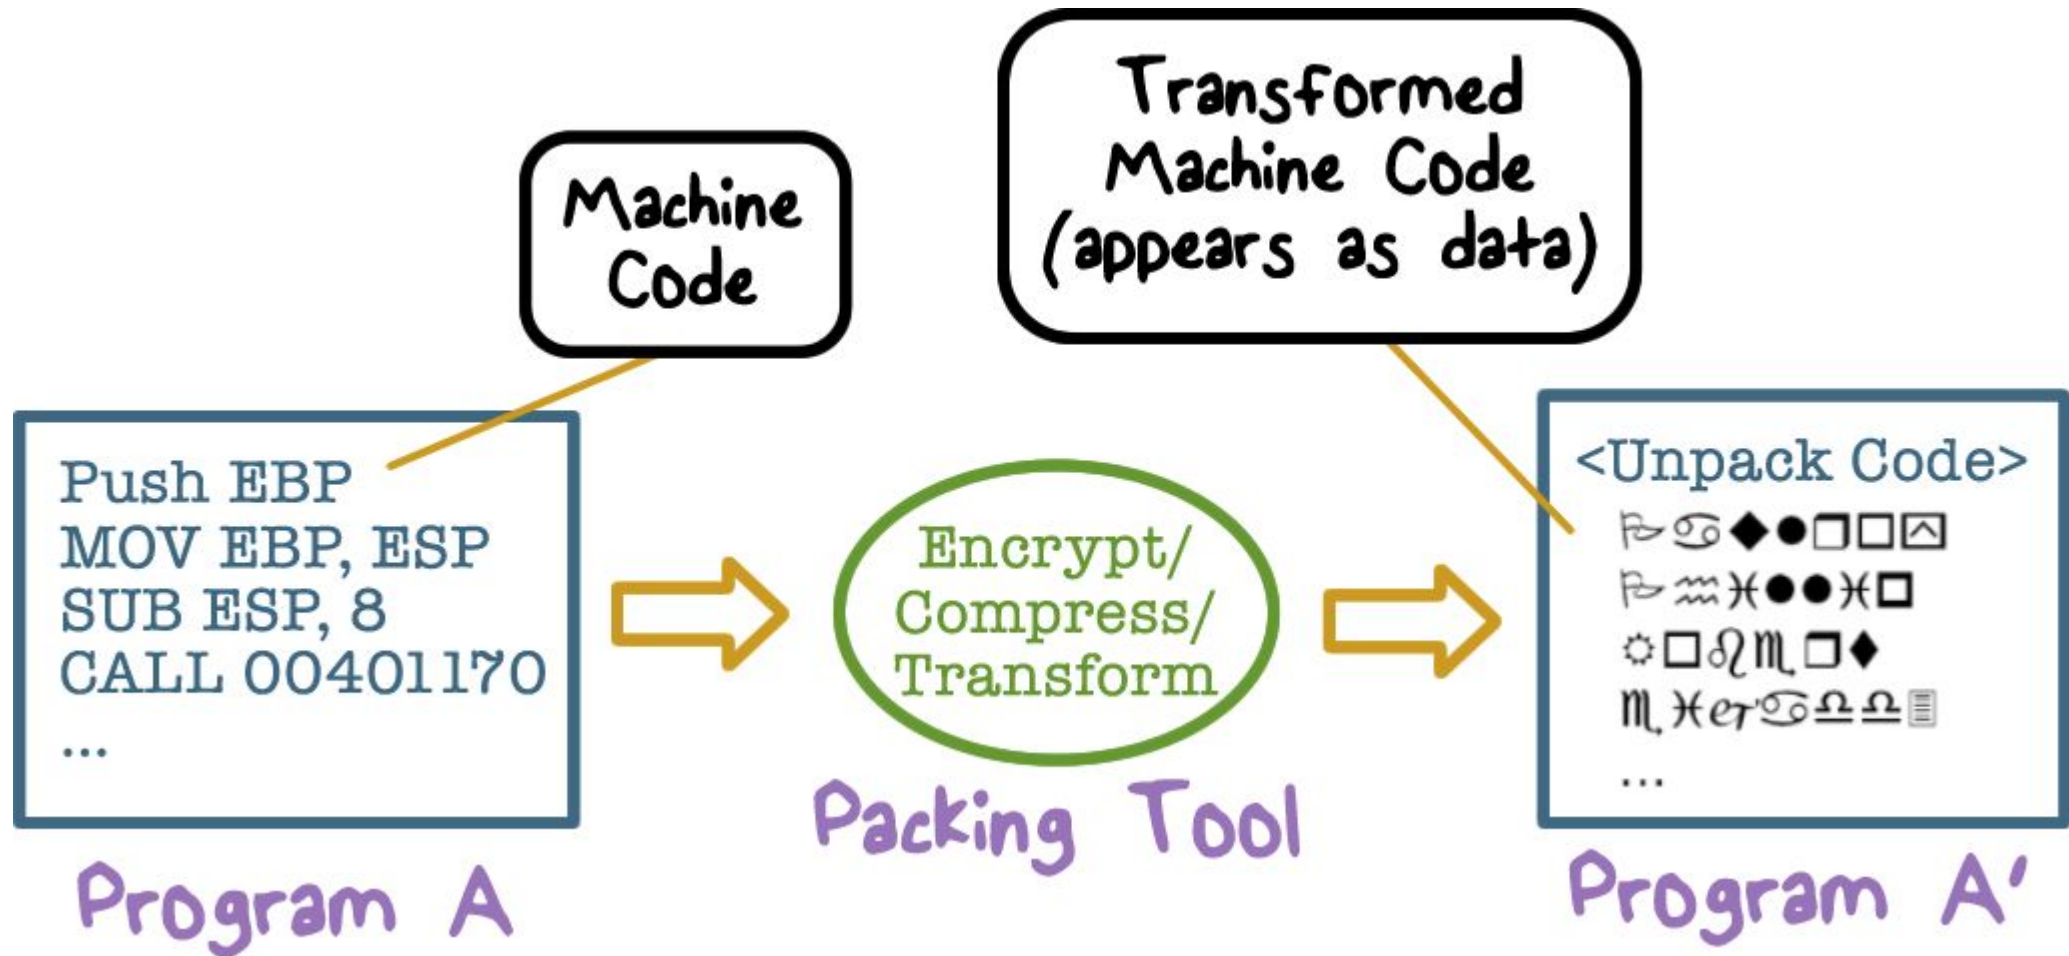 Machine
Code
Transformed
Machine Code
(appears as data)
Push EBP
MOV EBP, ESP
SUB ESP, 8
CALL 00401170
...
Encrypt/
Compress/
Transform
<Unpack Code>
🏱♋◆●❒□⍓
🏱♒♓●●♓◻
☼□♌♏❒⧫
♏♓🙰♋♎♎🗏
...
Packing Tool
Program A
Program A'